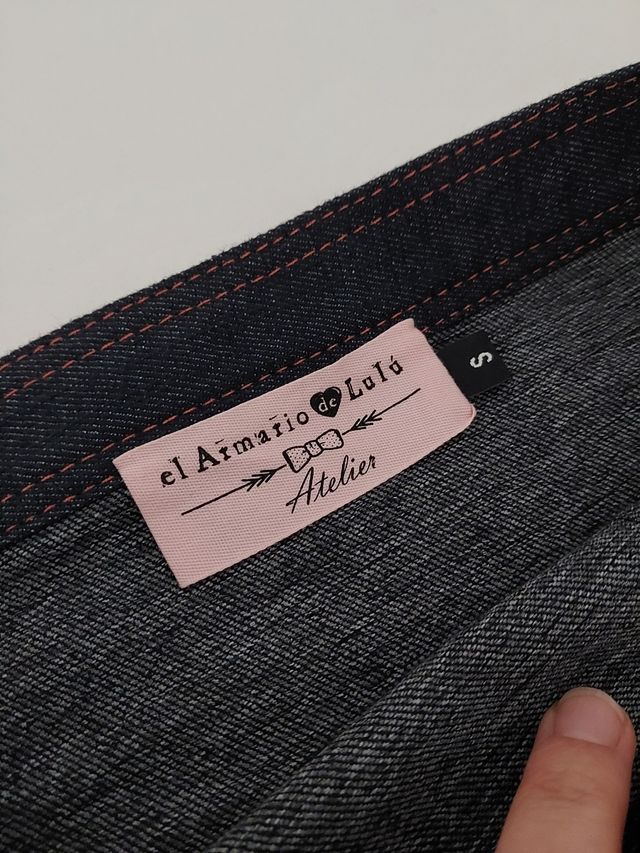 el Armario de Lulú
Atelier
S